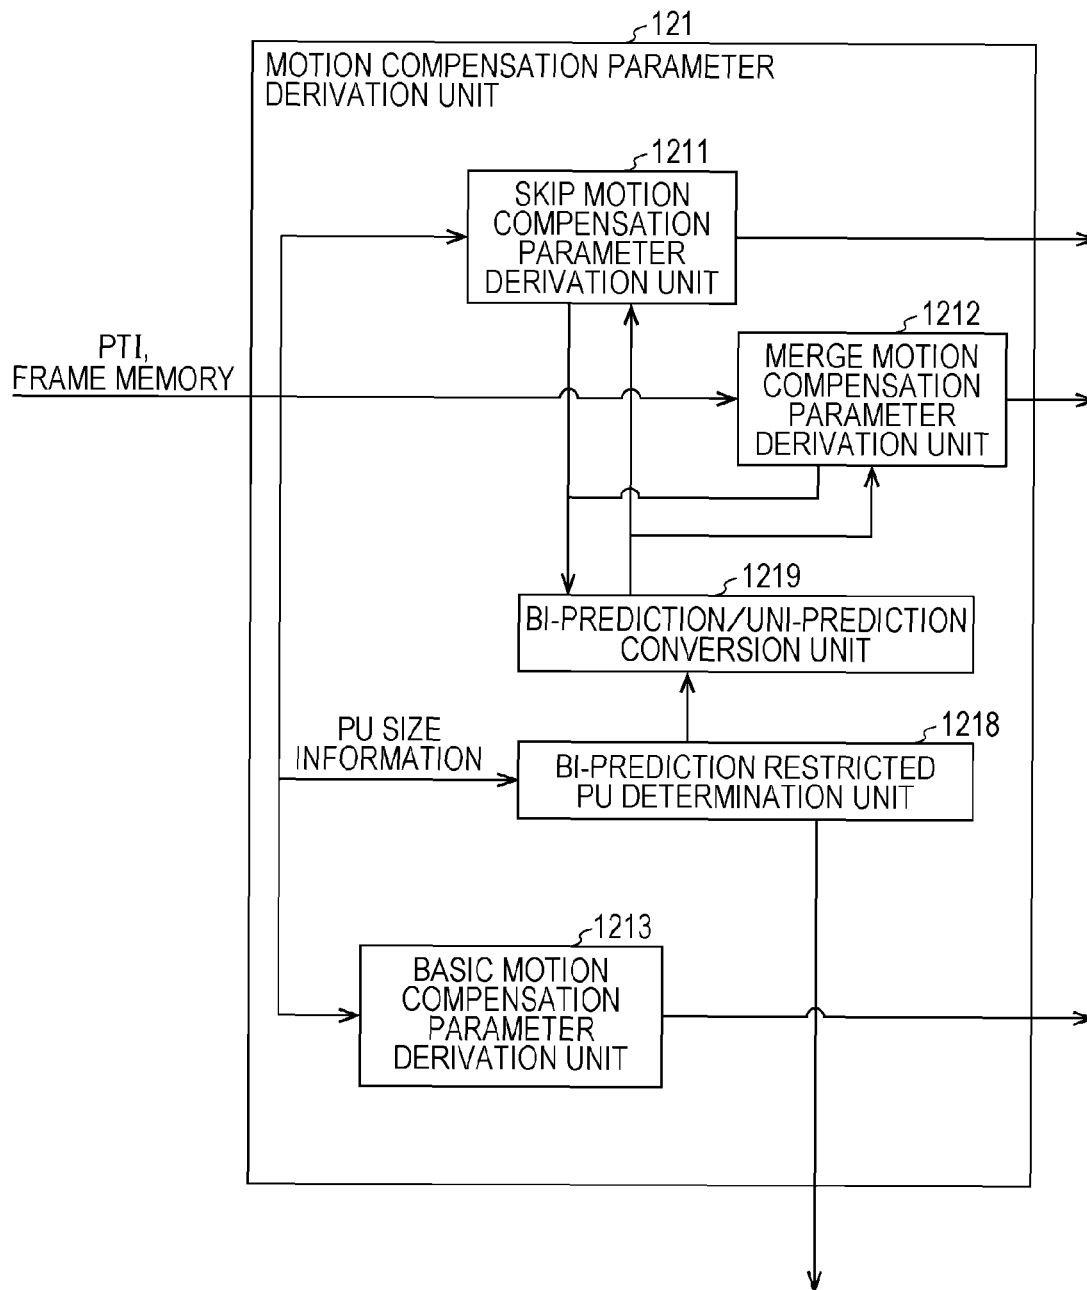 121
MOTION COMPENSATION PARAMETER
DERIVATION UNIT
1211
SKIP MOTION
COMPENSATION
PARAMETER
DERIVATION UNIT
1212
MERGE MOTION
COMPENSATION
PARAMETER
DERIVATION UNIT
PTI,
FRAME MEMORY
1219
BI-PREDICTION/UNI-PREDICTION
CONVERSION UNIT
PU SIZE
INFORMATION
1218
BI-PREDICTION RESTRICTED
PU DETERMINATION UNIT
1213
BASIC MOTION
COMPENSATION
PARAMETER
DERIVATION UNIT